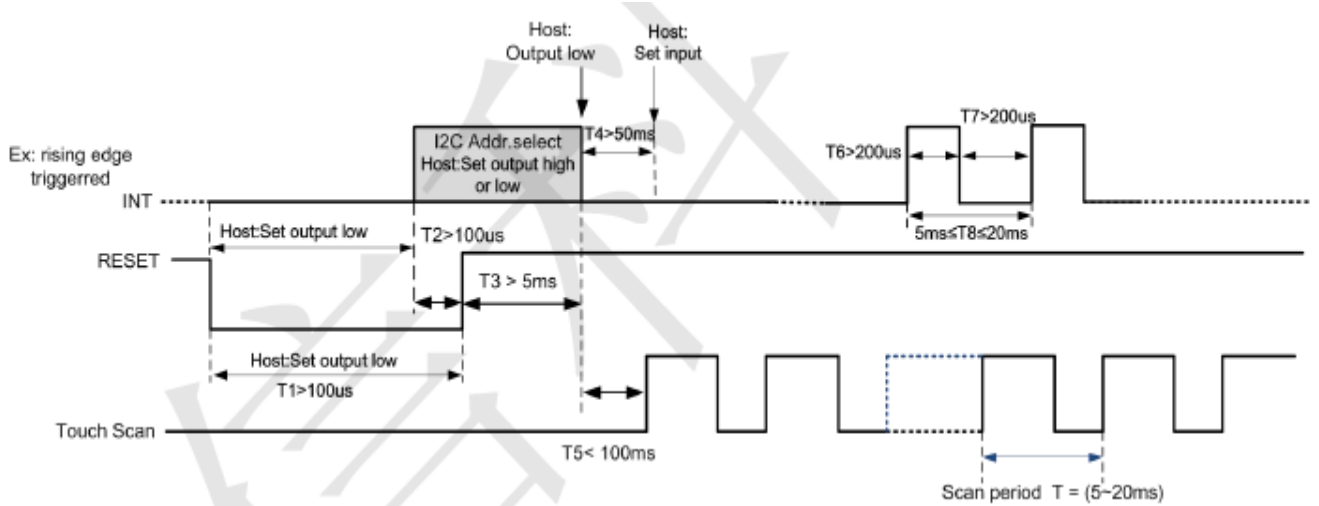 Host:
Output low
Host:
Set input
Ex: rising edge
triggerred
INT
I2C Addr.select
Host:Set output high
or low
T4>50ms
T6>200us
T7>200us
5ms≤T8≤20ms
Host:Set output low
T2>100us
RESET
T3 > 5ms
Host:Set output low
T1>100us
Touch Scan
T5< 100ms
Scan period T = (5~20ms)